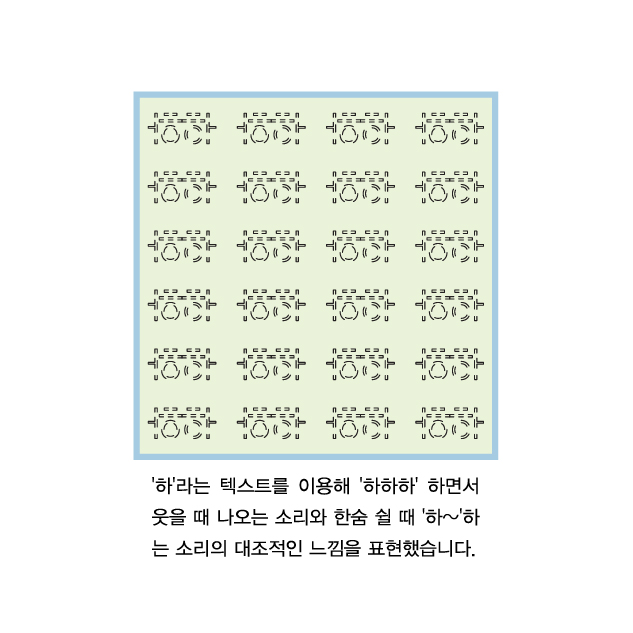 '하'라는 텍스트를 이용해 '하하하' 하면서
웃을 때 나오는 소리와 한숨 쉴 때 '하~'하
는 소리의 대조적인 느낌을 표현했습니다.